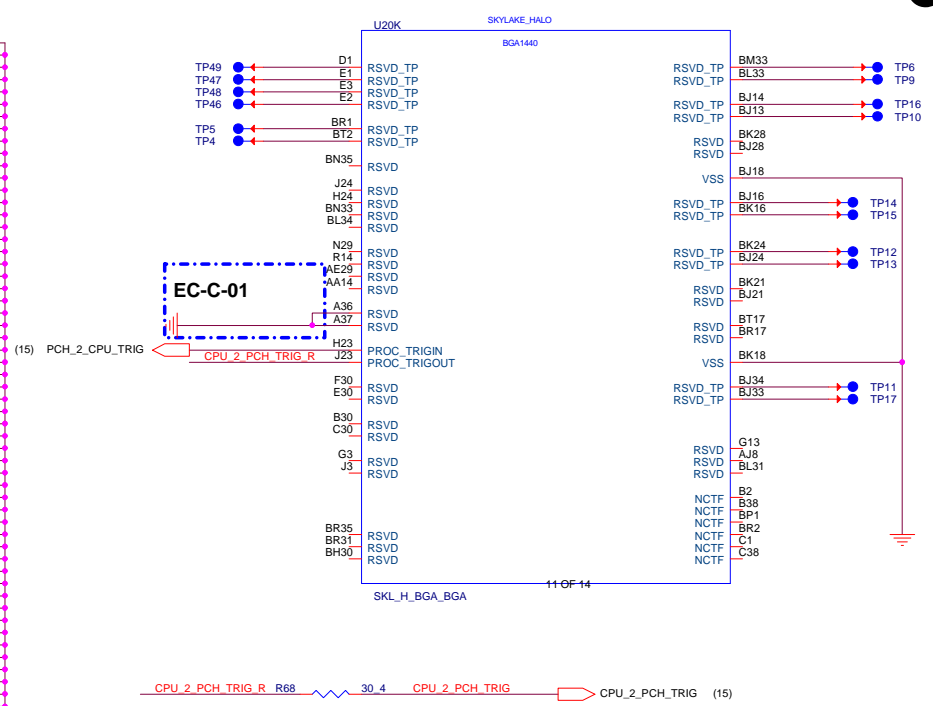 U20K
SKYLAKE_HALO
BGA1440
TP49 D1 RSVD_TP RSVD_TP BM33 TP6
TP47 E1 RSVD_TP RSVD_TP BL33 TP9
TP48 E3 RSVD_TP
TP46 E2 RSVD_TP RSVD_TP BJ14 TP16
RSVD_TP BJ13 TP10
TP5 BR1 RSVD_TP
TP4 BT2 RSVD_TP RSVD BK28
RSVD BJ28
BN35 RSVD
VSS BJ18
J24 RSVD
H24 RSVD RSVD_TP BJ16 TP14
BN33 RSVD RSVD_TP BK16 TP15
BL34 RSVD
N29 RSVD RSVD_TP BK24 TP12
R14 RSVD RSVD_TP BJ24 TP13
AE29 RSVD
AA14 RSVD RSVD BK21
RSVD BJ21
EC-C-01
A36 RSVD
A37 RSVD RSVD BT17
RSVD BR17
(15) PCH_2_CPU_TRIG H23 PROC_TRIGIN
CPU_2_PCH_TRIG_R J23 PROC_TRIGOUT VSS BK18
F30 RSVD RSVD_TP BJ34 TP11
E30 RSVD RSVD_TP BJ33 TP17
B30 RSVD
C30 RSVD
RSVD G13
G3 RSVD RSVD AJ8
J3 RSVD RSVD BL31
NCTF B2
NCTF B38
NCTF BP1
BR35 RSVD NCTF BR2
BR31 RSVD NCTF C1
BH30 RSVD NCTF C38
11 OF 14
SKL_H_BGA_BGA
CPU_2_PCH_TRIG_R R68 30_4 CPU_2_PCH_TRIG CPU_2_PCH_TRIG (15)